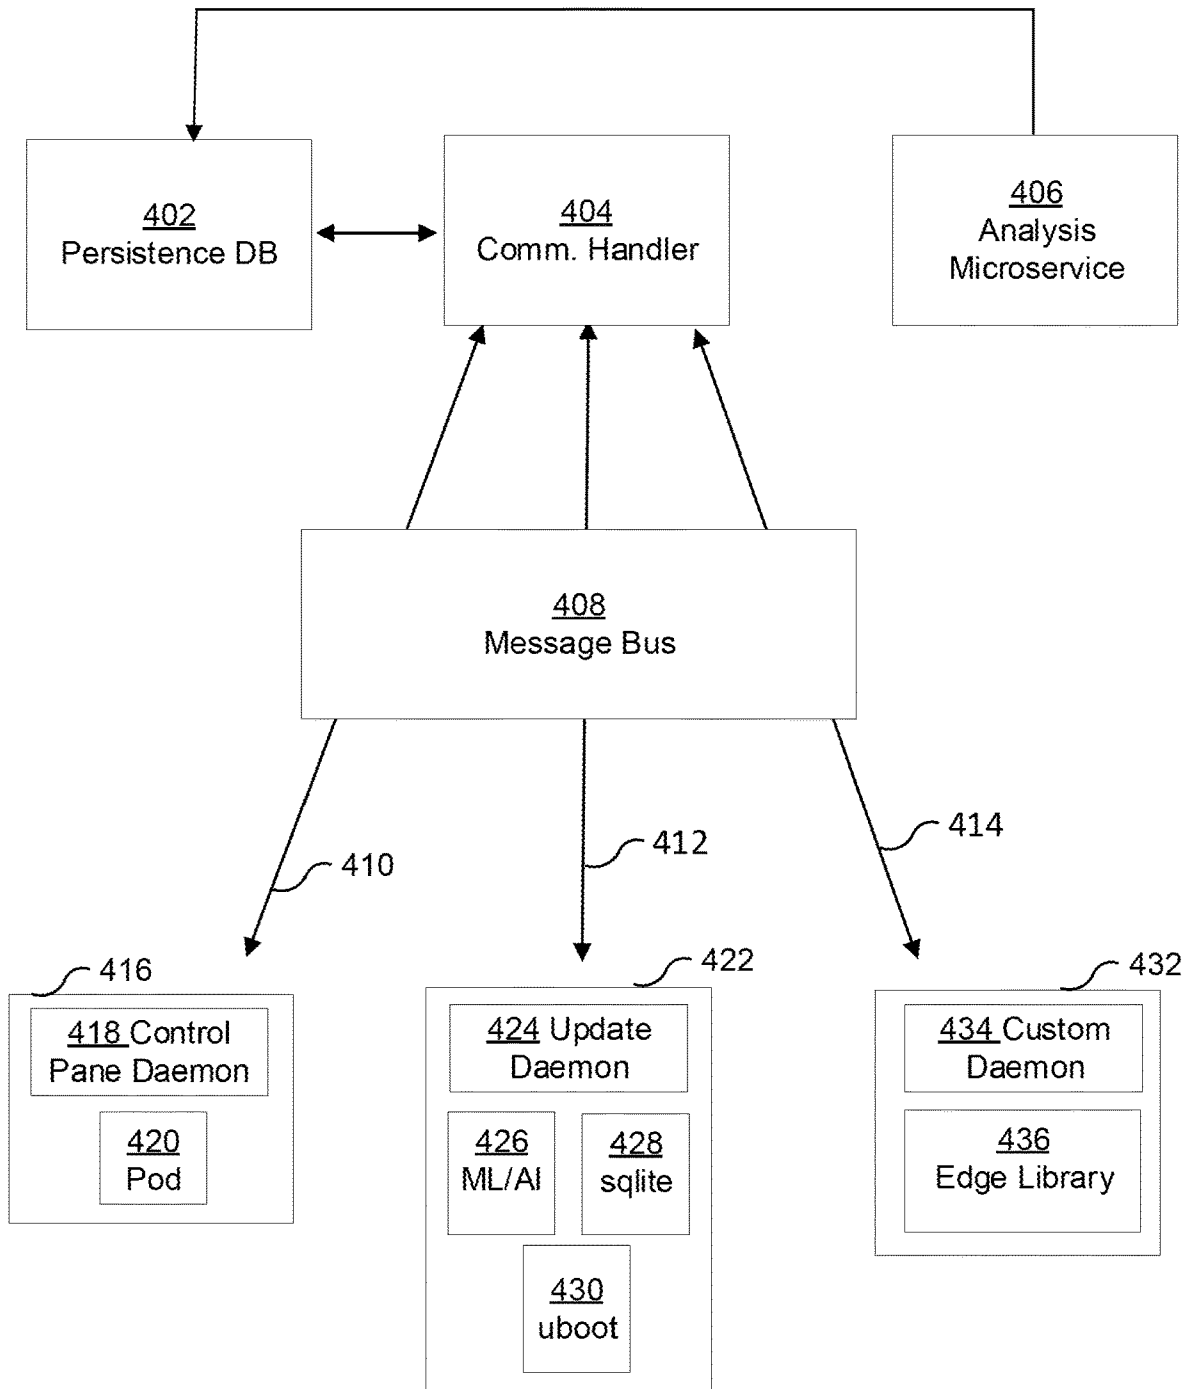 402
Persistence DB
404
Comm. Handler
406
Analysis
Microservice
408
Message Bus
410
412
414
416
418 Control
Pane Daemon
420
Pod
422
424 Update
Daemon
426
ML/AI
428
sqlite
430
uboot
432
434 Custom
Daemon
436
Edge Library